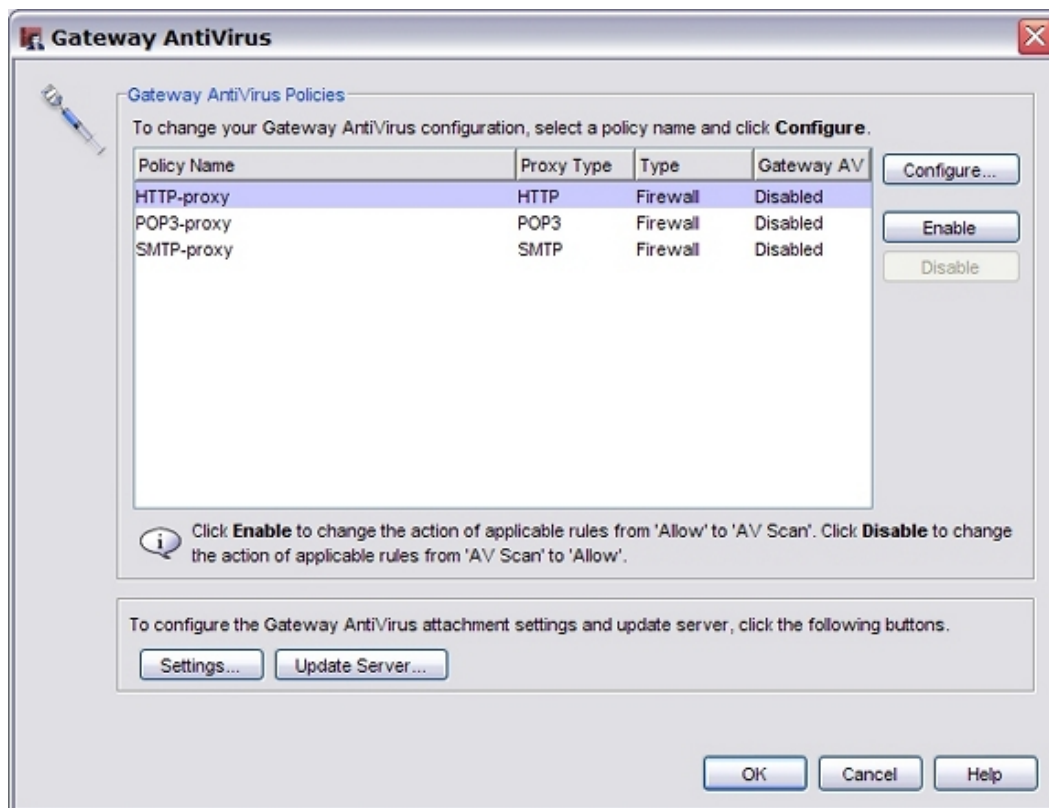 Gateway AntiVirus
Gateway AntiVirus Policies
To change your Gateway AntiVirus configuration, select a policy name and click Configure.
Policy Name Proxy Type Type Gateway AV
HTTP-proxy HTTP Firewall Disabled
POP3-proxy POP3 Firewall Disabled
SMTP-proxy SMTP Firewall Disabled
Configure...
Enable
Disable
Click Enable to change the action of applicable rules from 'Allow' to 'AV Scan'. Click Disable to change
the action of applicable rules from 'AV Scan' to 'Allow'.
To configure the Gateway AntiVirus attachment settings and update server, click the following buttons.
Settings... Update Server...
OK Cancel Help